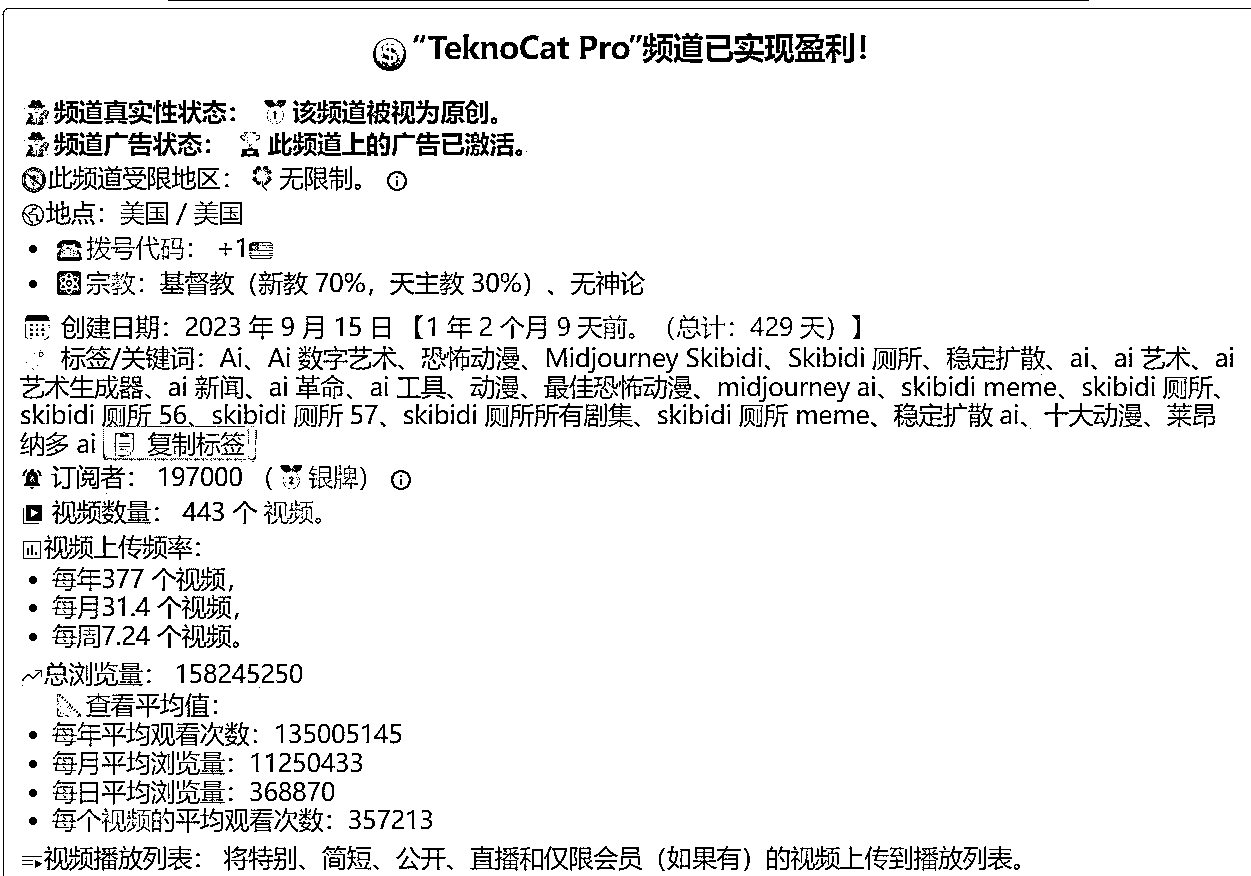 “TeknoCat Pro”频道已实现盈利!
频道真实性状态: 该频道被视为原创。
频道广告状态: 此频道上的广告已激活。
此频道受限地区: 无限制。
地点:美国 / 美国
• 拨号代码: +1
• 宗教:基督教(新教 70%,天主教 30%)、无神论
创建日期:2023 年 9 月 15 日 【1 年 2 个月 9 天前。(总计:429 天)】
标签/关键词:Ai、Ai 数字艺术、恐怖动漫、Midjourney Skibidi、Skibidi 厕所、稳定扩散、ai、ai 艺术、ai
艺术生成器、ai 新闻、ai 革命、ai 工具、动漫、最佳恐怖动漫、midjourney ai、skibidi meme、skibidi 厕所、
skibidi 厕所 56、skibidi 厕所 57、skibidi 厕所所有剧集、skibidi 厕所 meme、稳定扩散 ai、十大动漫、莱昂
纳多 ai 复制标签
订阅者: 197000 ( 银牌)
视频数量: 443 个 视频。
视频上传频率:
• 每年377 个视频,
• 每月31.4 个视频,
• 每周7.24 个视频。
总浏览量: 158245250
查看平均值:
• 每年平均观看次数:135005145
• 每月平均浏览量:11250433
• 每日平均浏览量:368870
• 每个视频的平均观看次数:357213
视频播放列表: 将特别、简短、公开、直播和仅限会员(如果有)的视频上传到播放列表。